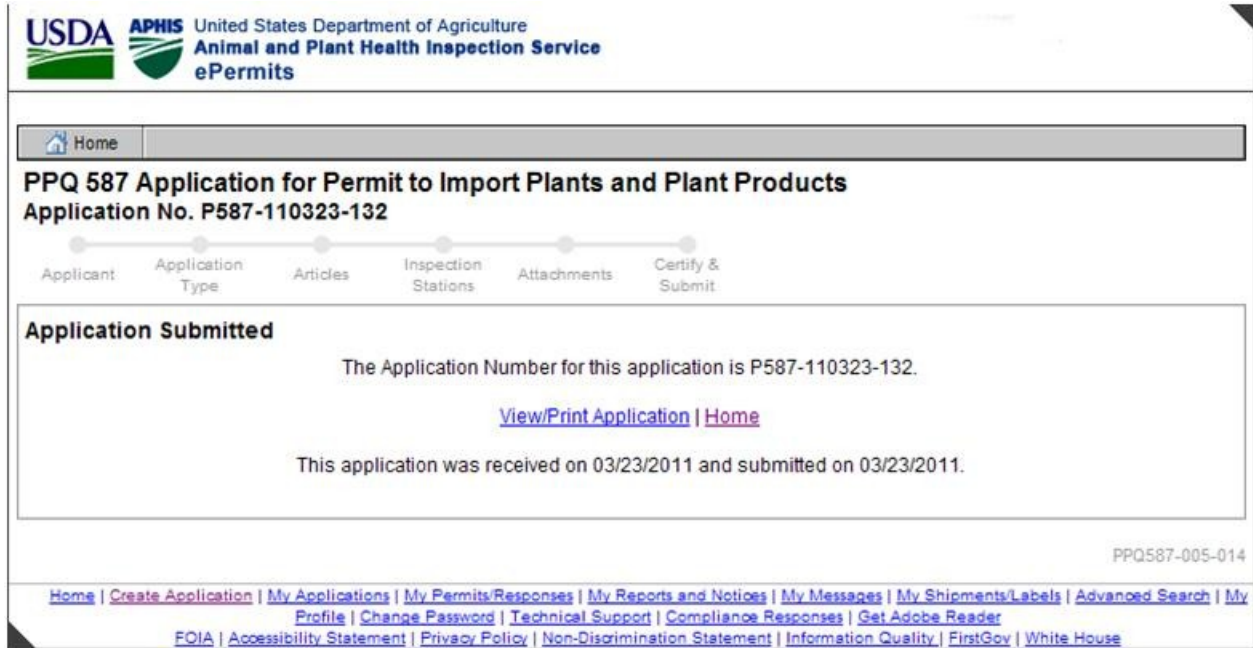 USDA APHIS United States Department of Agriculture
Animal and Plant Health Inspection Service
ePermits
Home
PPQ 587 Application for Permit to Import Plants and Plant Products
Application No. P587-110323-132
Applicant
Application
Type
Articles
Inspection
Stations
Attachments
Certify &
Submit
Application Submitted
The Application Number for this application is P587-110323-132.
View/Print Application | Home
This application was received on 03/23/2011 and submitted on 03/23/2011.
PPQ587-005-014
Home | Create Application | My Applications | My Permits/Responses | My Reports and Notices | My Messages | My Shipments/Labels | Advanced Search | My
Profile | Change Password | Technical Support | Compliance Responses | Get Adobe Reader
FOIA | Accessibility Statement | Privacy Policy | Non-Discrimination Statement | Information Quality | FirstGov | White House